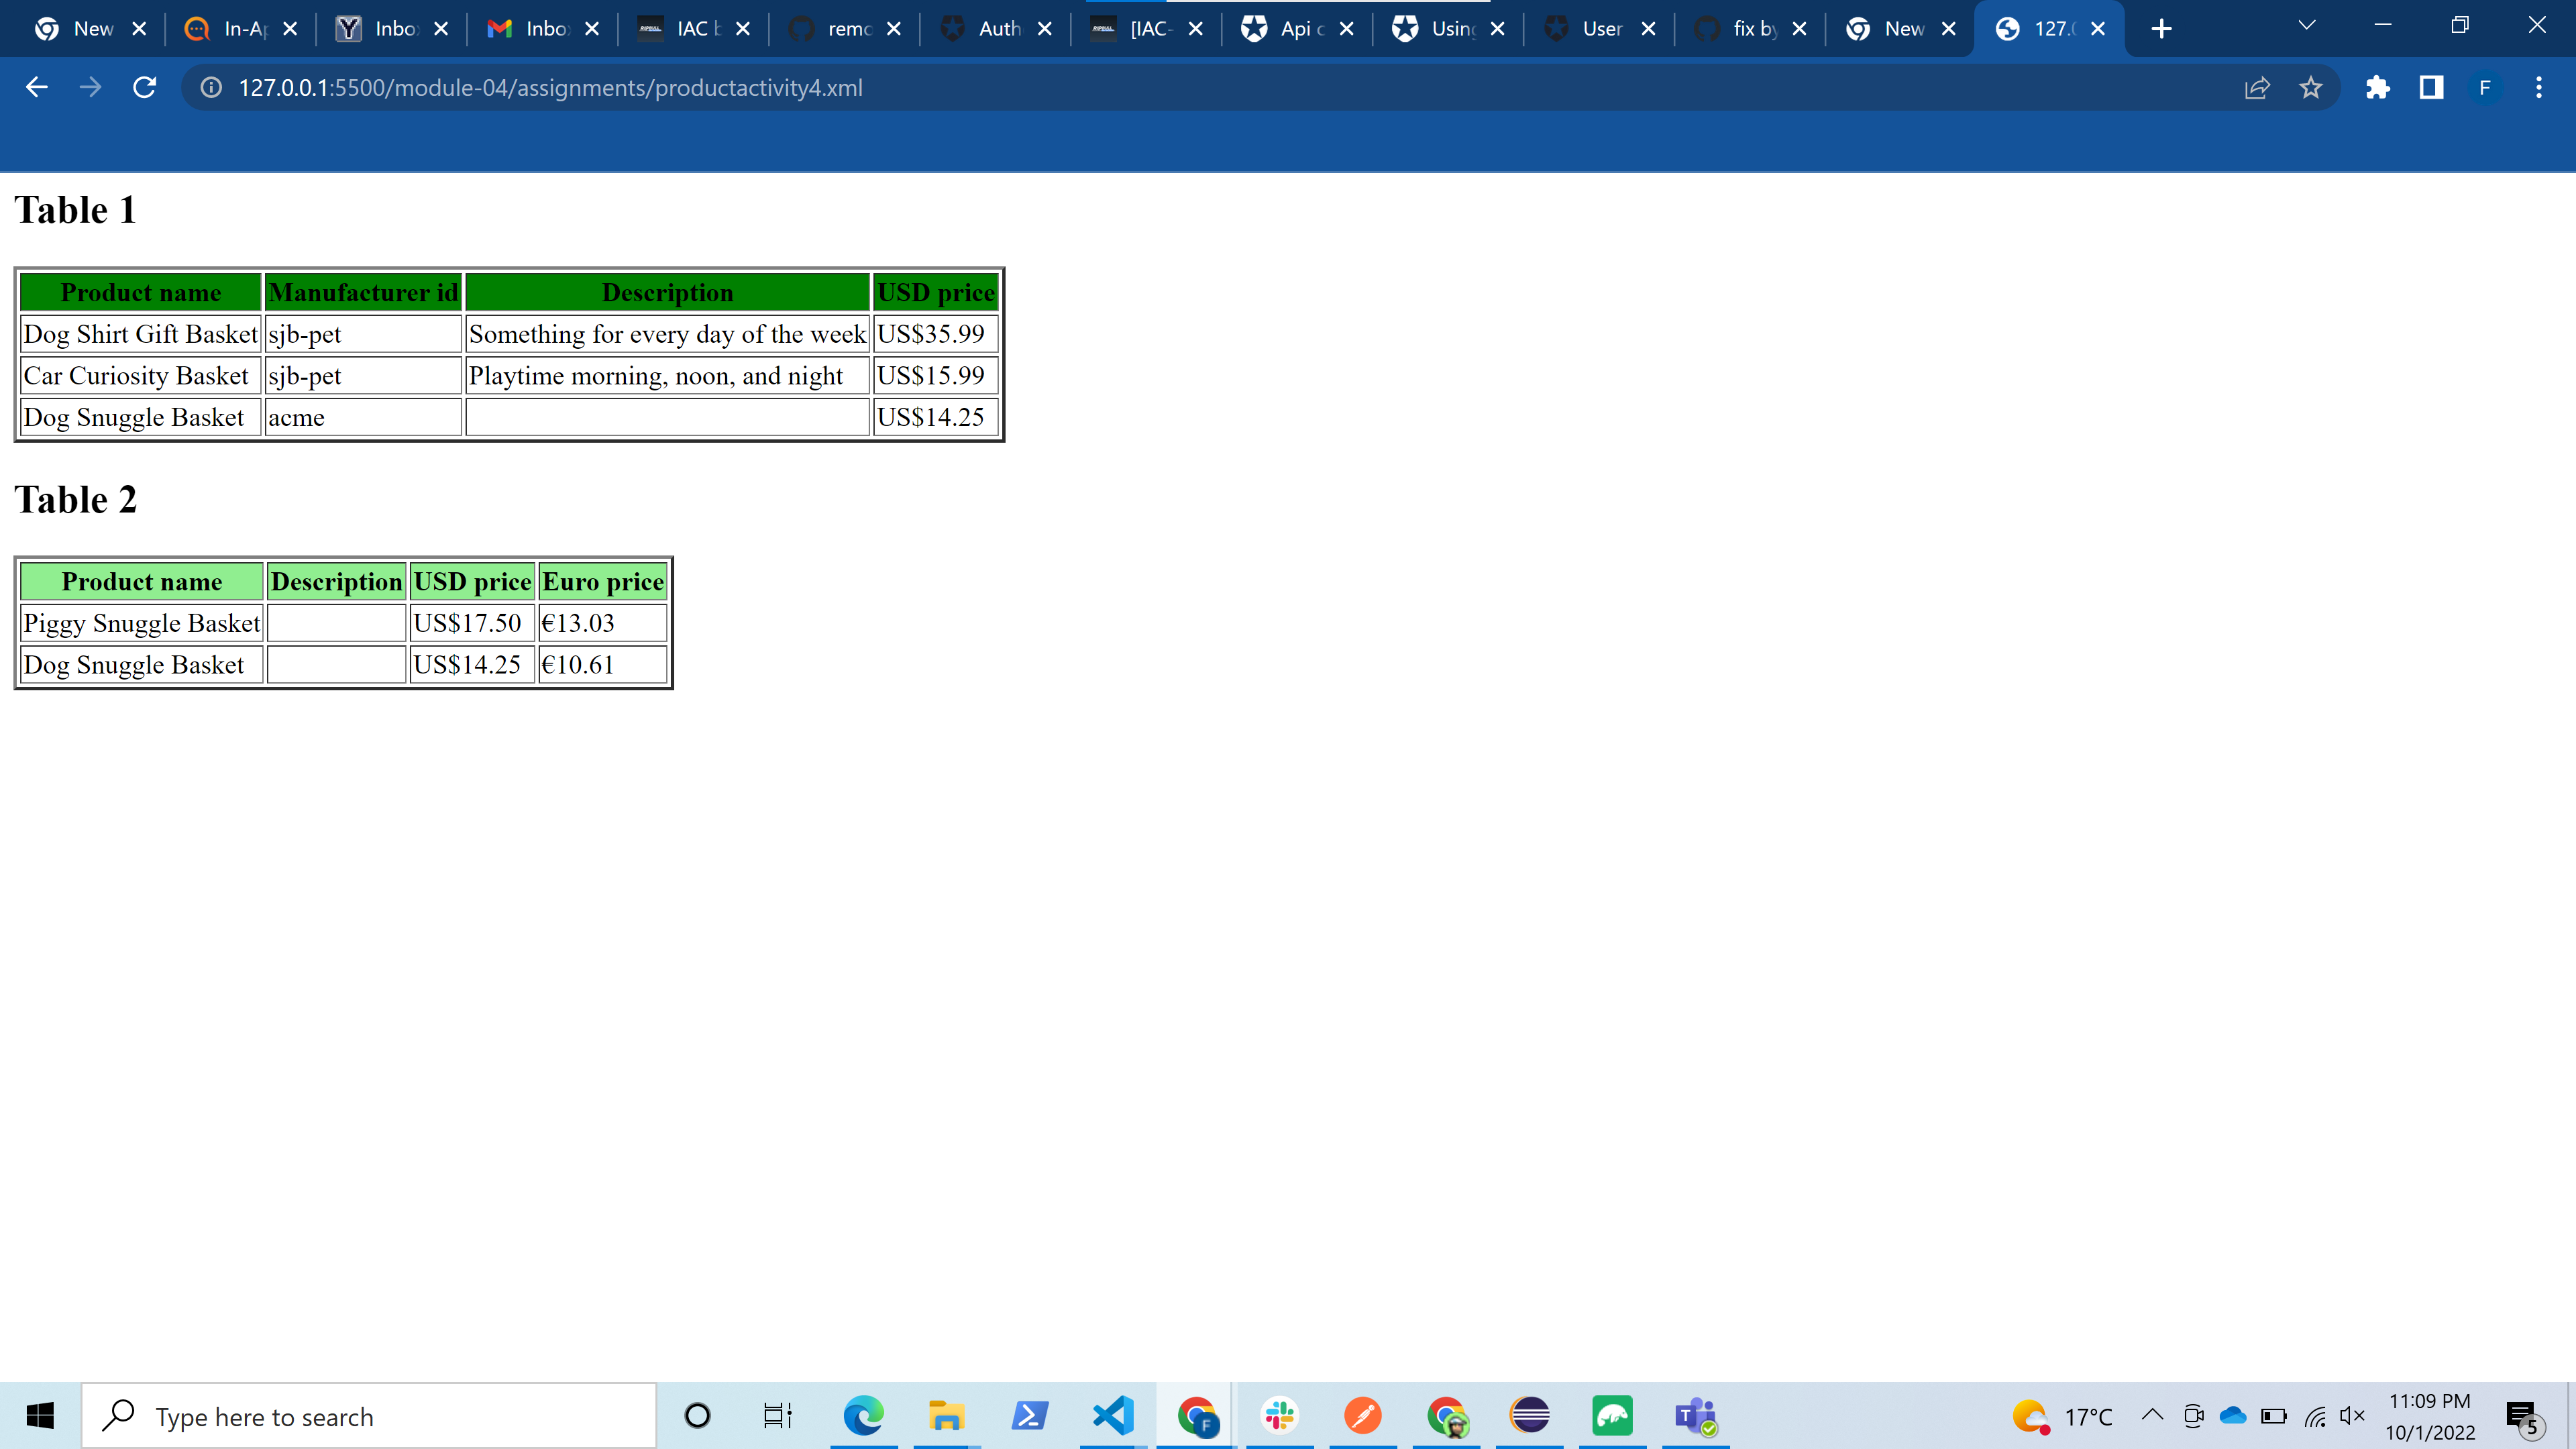 New In-Ap Inbo Inbo IAC b remo Auth [IAC- Api c Using User fix by New 127.
127.0.0.1:5500/module-04/assignments/productactivity4.xml F
Table 1
Product name Manufacturer id Description USD price
Dog Shirt Gift Basket sjb-pet Something for every day of the week US$35.99
Car Curiosity Basket sjb-pet Playtime morning, noon, and night US$15.99
Dog Snuggle Basket acme US$14.25
Table 2
Product name Description USD price Euro price
Piggy Snuggle Basket US$17.50 €13.03
Dog Snuggle Basket US$14.25 €10.61
Type here to search F 17°C 11:09 PM
10/1/2022 5